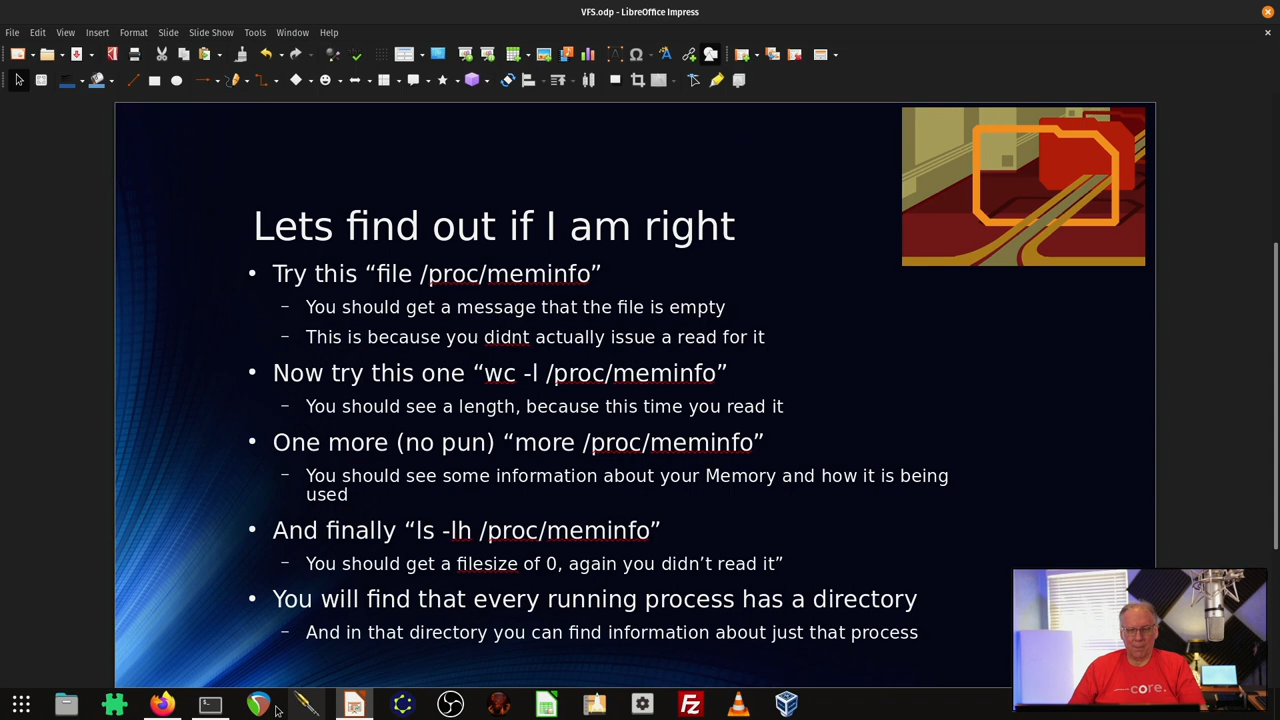 VFS.odp - LibreOffice Impress
File Edit View Insert Format Slide Slide Show Tools Window Help
Lets find out if I am right
• Try this “file /proc/meminfo”
– You should get a message that the file is empty
– This is because you didnt actually issue a read for it
• Now try this one “wc -l /proc/meminfo”
– You should see a length, because this time you read it
• One more (no pun) “more /proc/meminfo”
– You should see some information about your Memory and how it is being
used
• And finally “ls -lh /proc/meminfo”
– You should get a filesize of 0, again you didn’t read it”
• You will find that every running process has a directory
– And in that directory you can find information about just that process
core.